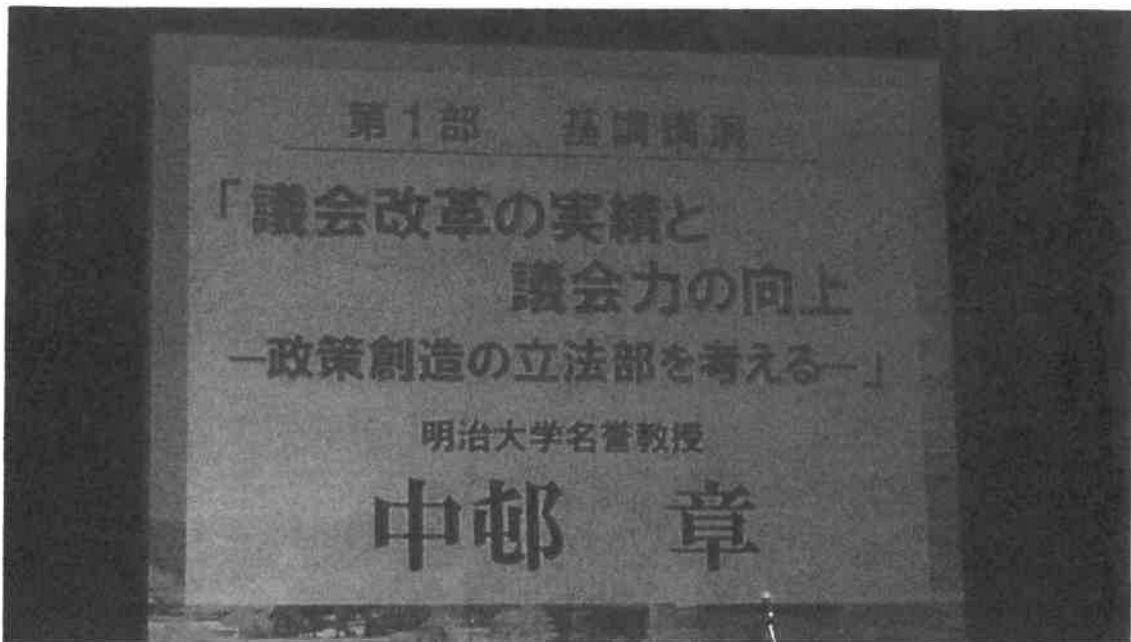 第1部　基調講演
「議会改革の実績と
議会力の向上
―政策創造の立法部を考える―」
明治大学名誉教授
中邨　章